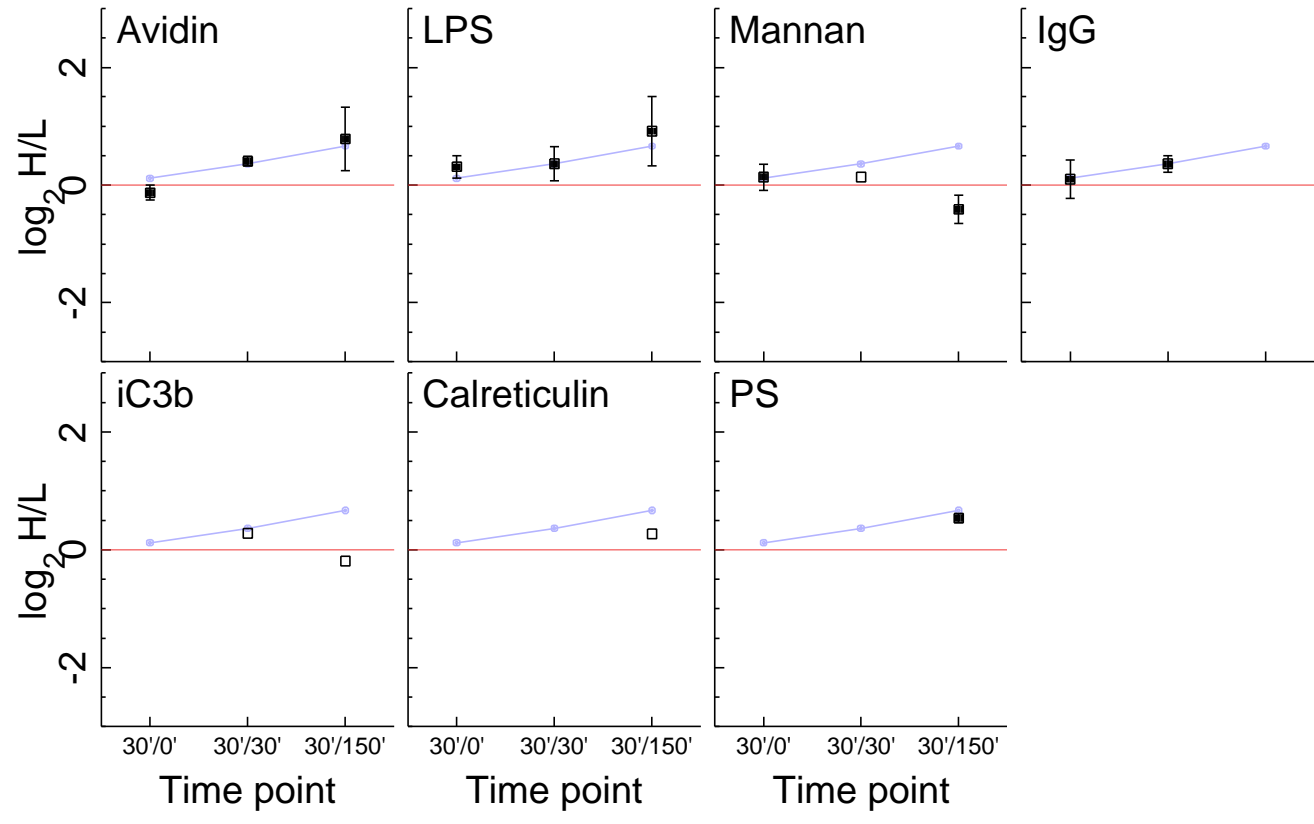 Avidin
LPS
Mannan
IgG
log2 H/L
2
0
-2
iC3b
Calreticulin
PS
log2 H/L
2
0
-2
30'/0' 30'/30' 30'/150'
30'/0' 30'/30' 30'/150'
30'/0' 30'/30' 30'/150'
Time point
Time point
Time point